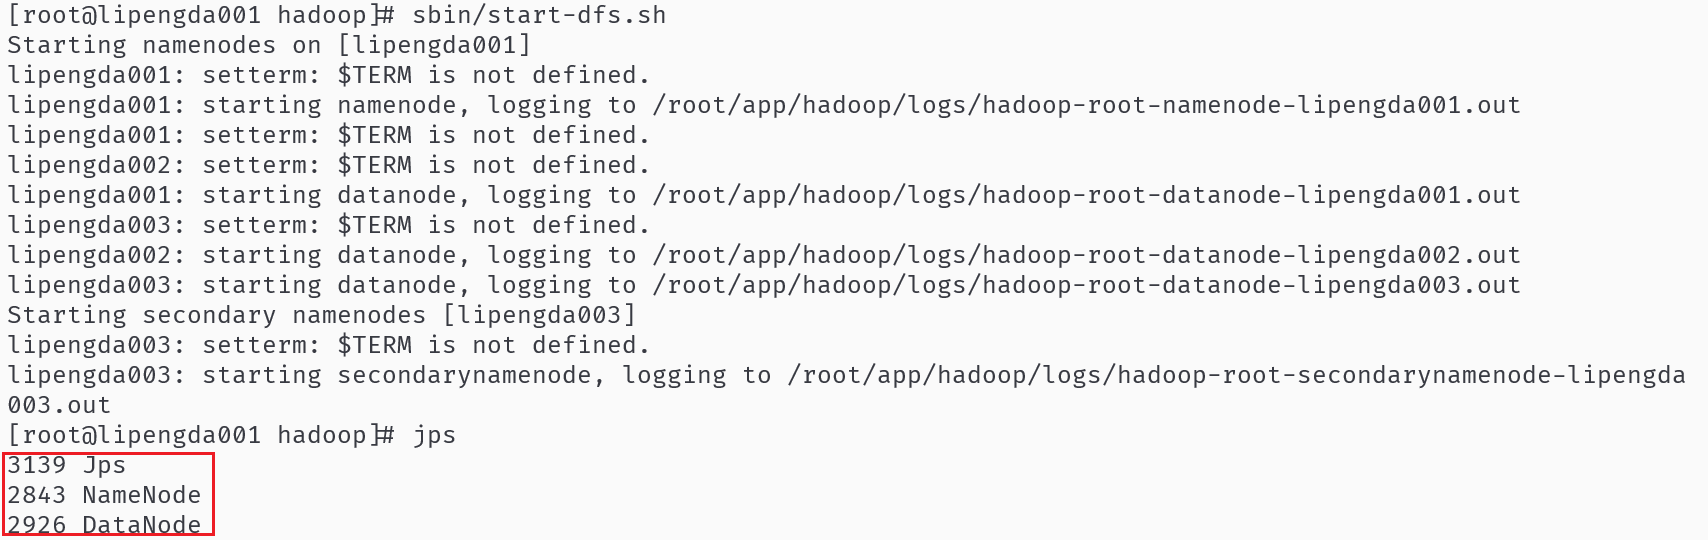 [root@lipengda001 hadoop]# sbin/start-dfs.sh
Starting namenodes on [lipengda001]
lipengda001: setterm: $TERM is not defined.
lipengda001: starting namenode, logging to /root/app/hadoop/logs/hadoop-root-namenode-lipengda001.out
lipengda001: setterm: $TERM is not defined.
lipengda002: setterm: $TERM is not defined.
lipengda001: starting datanode, logging to /root/app/hadoop/logs/hadoop-root-datanode-lipengda001.out
lipengda003: setterm: $TERM is not defined.
lipengda002: starting datanode, logging to /root/app/hadoop/logs/hadoop-root-datanode-lipengda002.out
lipengda003: starting datanode, logging to /root/app/hadoop/logs/hadoop-root-datanode-lipengda003.out
Starting secondary namenodes [lipengda003]
lipengda003: setterm: $TERM is not defined.
lipengda003: starting secondarynamenode, logging to /root/app/hadoop/logs/hadoop-root-secondarynamenode-lipengda
003.out
[root@lipengda001 hadoop]# jps
3139 Jps
2843 NameNode
2926 DataNode